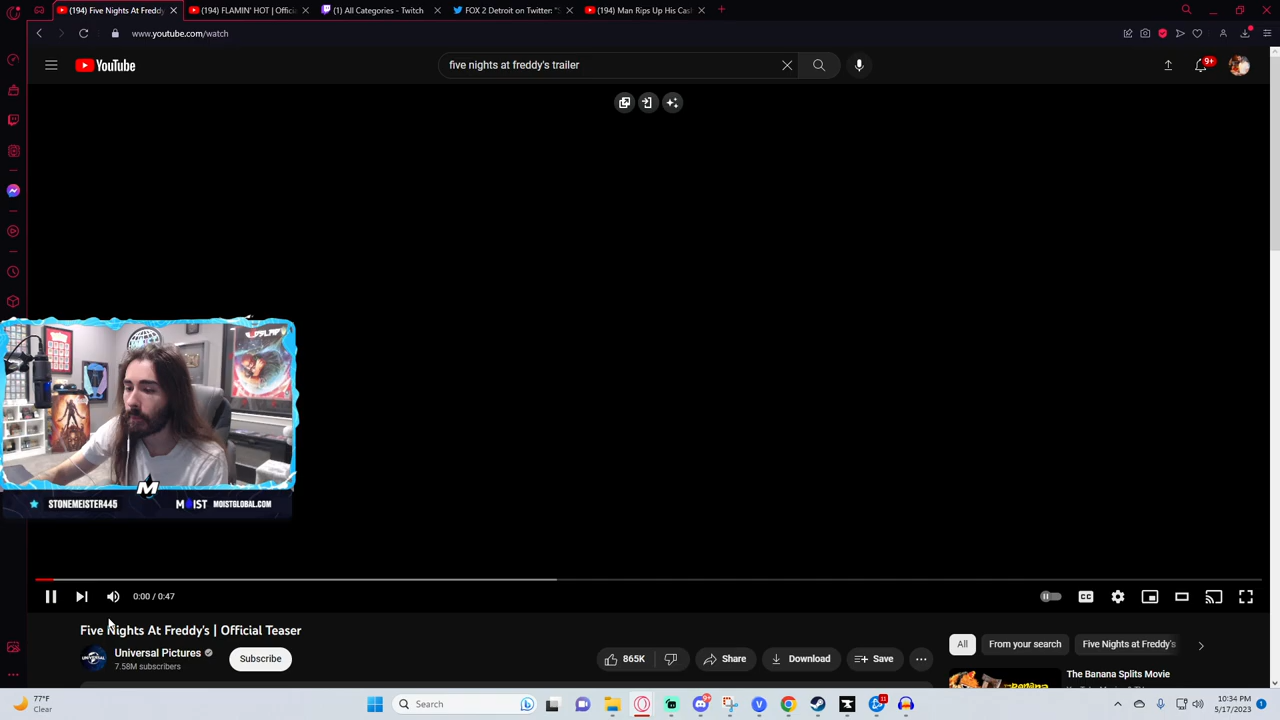 (194) Five Nights At Freddy
(194) FLAMIN' HOT | Offici
(1) All Categories - Twitch
FOX 2 Detroit on Twitter: "S
(194) Man Rips Up His Cas
www.youtube.com/watch
YouTube
five nights at freddy's trailer
9+
STONEMEISTER445
MOIST
MOISTGLOBAL.COM
0:00 / 0:47
CC
Five Nights At Freddy's | Official Teaser
Universal Pictures
7.58M subscribers
Subscribe
865K
Share
Download
Save
All
From your search
Five Nights at Freddy's
The Banana Splits Movie
77°F
Clear
Search
10:34 PM
5/17/2023